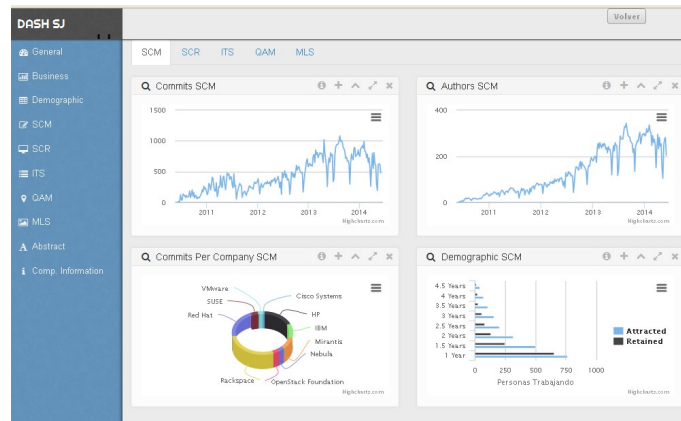 DASH SJ
Volver
General
Business
Demographic
SCM
SCR
ITS
QAM
MLS
Abstract
Comp. Information
SCM SCR ITS QAM MLS
Commits SCM
1500
1000
500
0
2011 2012 2013 2014
Highcharts.com
Authors SCM
400
200
0
2011 2012 2013 2014
Highcharts.com
Commits Per Company SCM
VMware
SUSE
Red Hat
Cisco Systems
HP
IBM
Mirantis
Nebula
Rackspace
OpenStack Foundation
Highcharts.com
Demographic SCM
4.5 Years
4 Years
3.5 Years
3 Years
2.5 Years
2 Years
1.5 Years
1 Year
0 250 500 750 1000
Personas Trabajando
Attracted
Retained
Highcharts.com